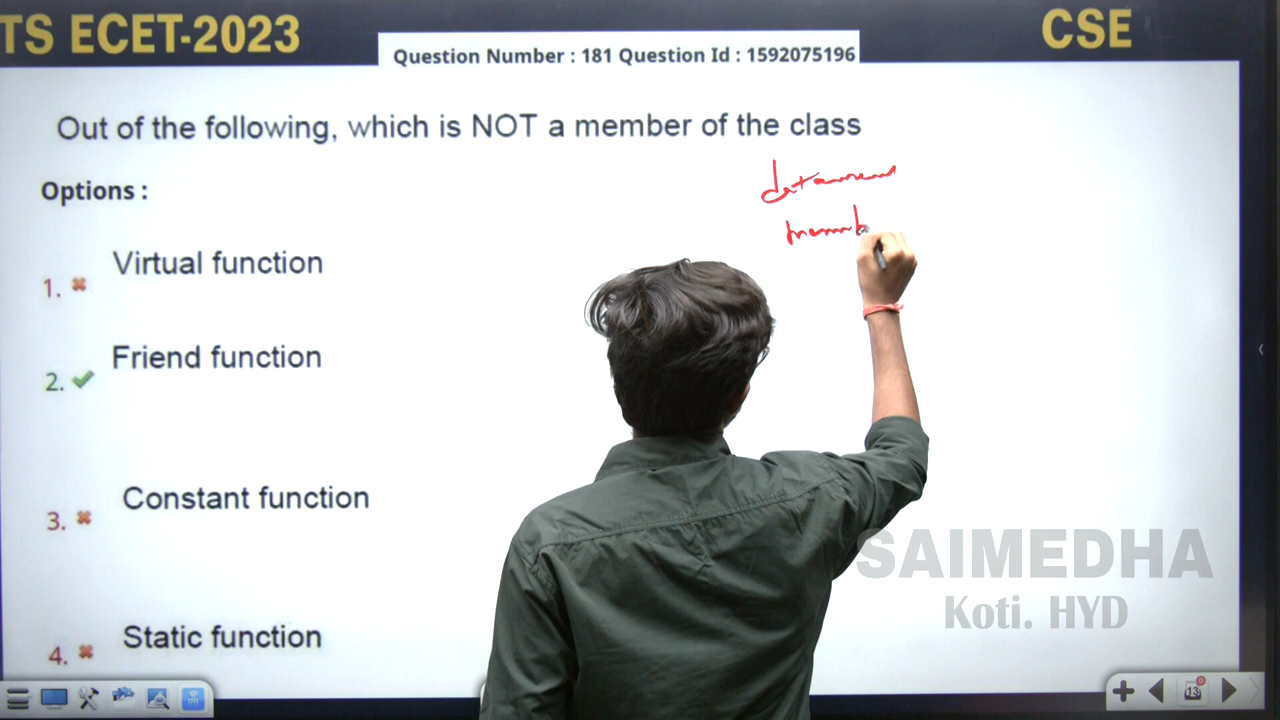 TS ECET-2023
CSE
Question Number : 181 Question Id : 1592075196
Out of the following, which is NOT a member of the class
Options :
1. Virtual function
2. Friend function
3. Constant function
4. Static function
SAIMEDHA
Koti. HYD
13